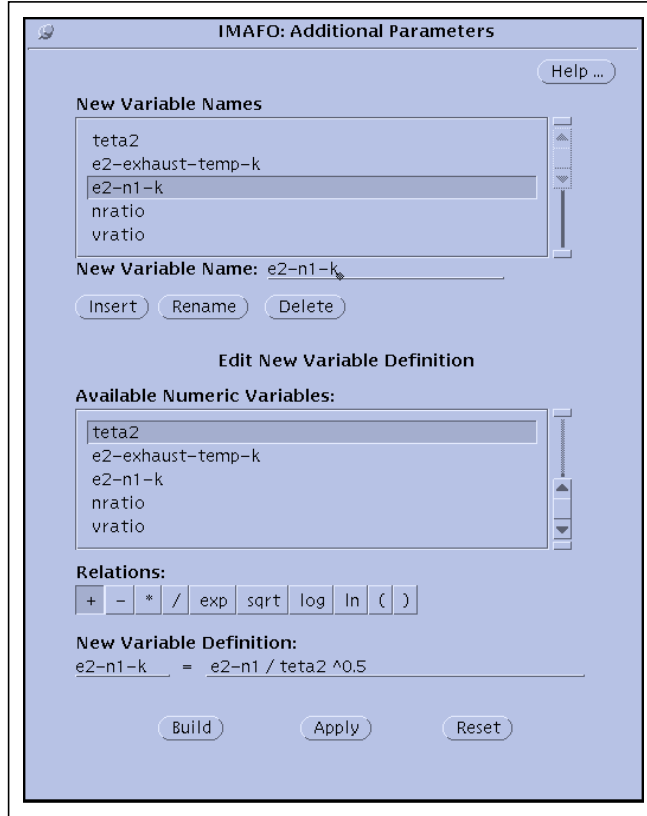 IMAFO: Additional Parameters
Help ...
New Variable Names
teta2
e2-exhaust-temp-k
e2-n1-k
nratio
vratio
New Variable Name: e2-n1-k
Insert Rename Delete
Edit New Variable Definition
Available Numeric Variables:
teta2
e2-exhaust-temp-k
e2-n1-k
nratio
vratio
Relations:
+ - * / exp sqrt log ln ( )
New Variable Definition:
e2-n1-k = e2-n1 / teta2 ^0.5
Build Apply Reset